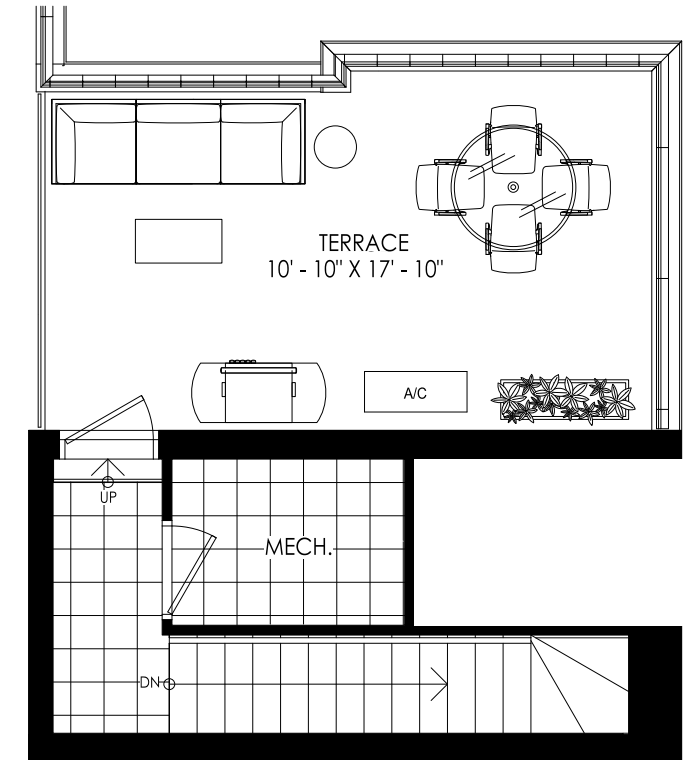 TERRACE
10' - 10" X 17' - 10"
A/C
UP
MECH.
DN